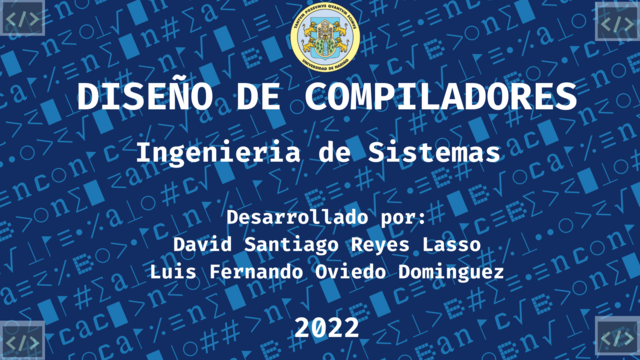 DISEÑO DE COMPILADORES
Ingenieria de Sistemas
Desarrollado por:
David Santiago Reyes Lasso
Luis Fernando Oviedo Dominguez
2022